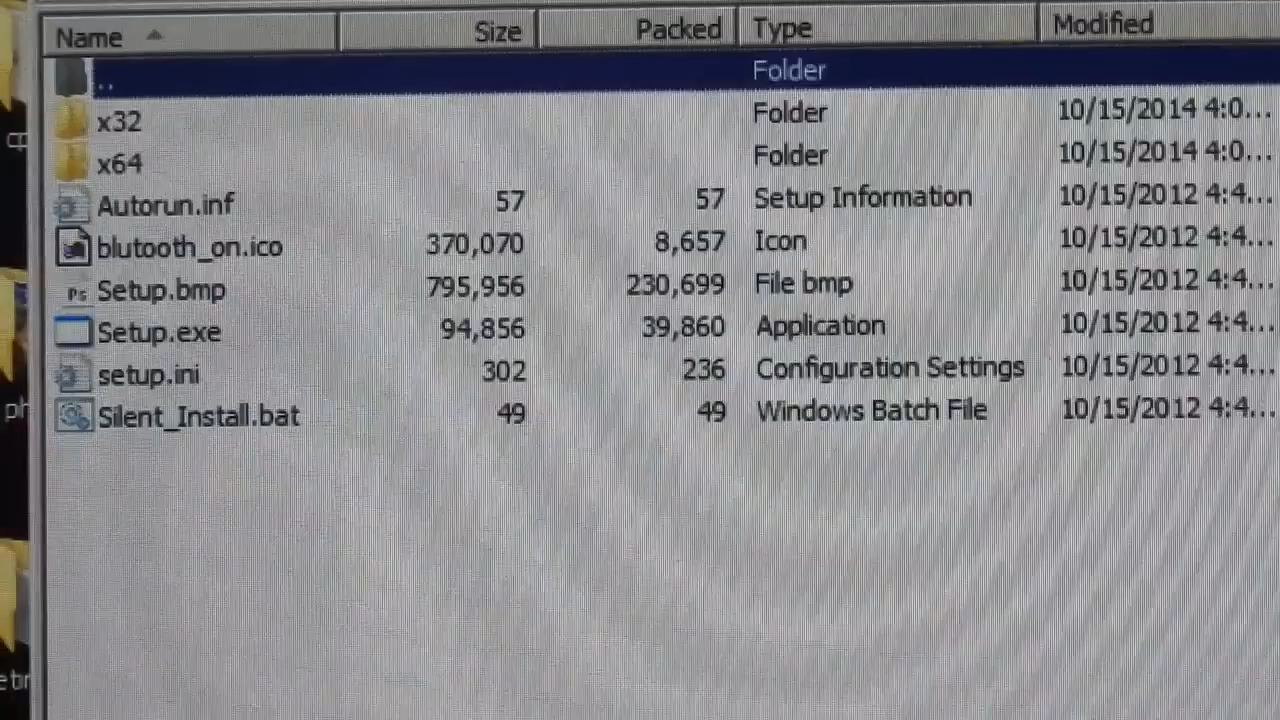 Name Size Packed Type Modified
.. Folder
x32 Folder 10/15/2014 4:0...
x64 Folder 10/15/2014 4:0...
Autorun.inf 57 57 Setup Information 10/15/2012 4:4...
blutooth_on.ico 370,070 8,657 Icon 10/15/2012 4:4...
Ps Setup.bmp 795,956 230,699 File bmp 10/15/2012 4:4...
Setup.exe 94,856 39,860 Application 10/15/2012 4:4...
setup.ini 302 236 Configuration Settings 10/15/2012 4:4...
Silent_Install.bat 49 49 Windows Batch File 10/15/2012 4:4...
ph